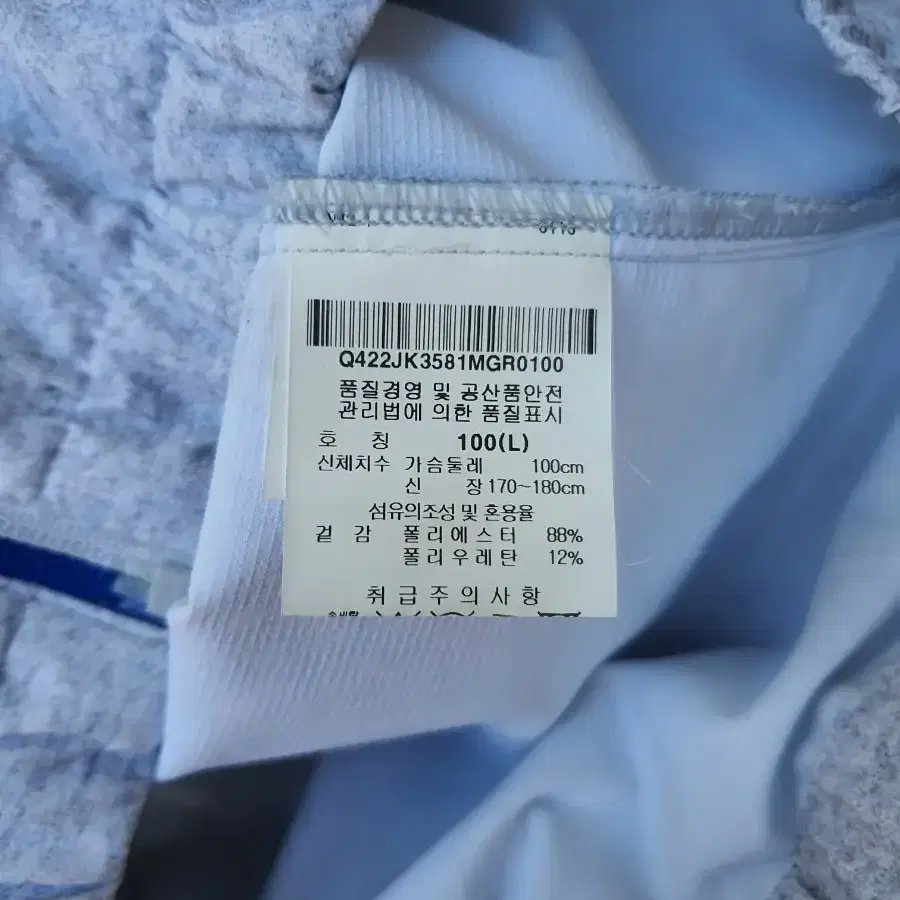 Q422JK3581MGR0100
품질경영 및 공산품안전
관리법에 의한 품질표시
호 칭 100(L)
신체치수 가슴둘레 100cm
신 장 170~180cm
섬유의조성 및 혼용율
겉 감 폴리에스터 88%
폴리우레탄 12%
취급주의사항